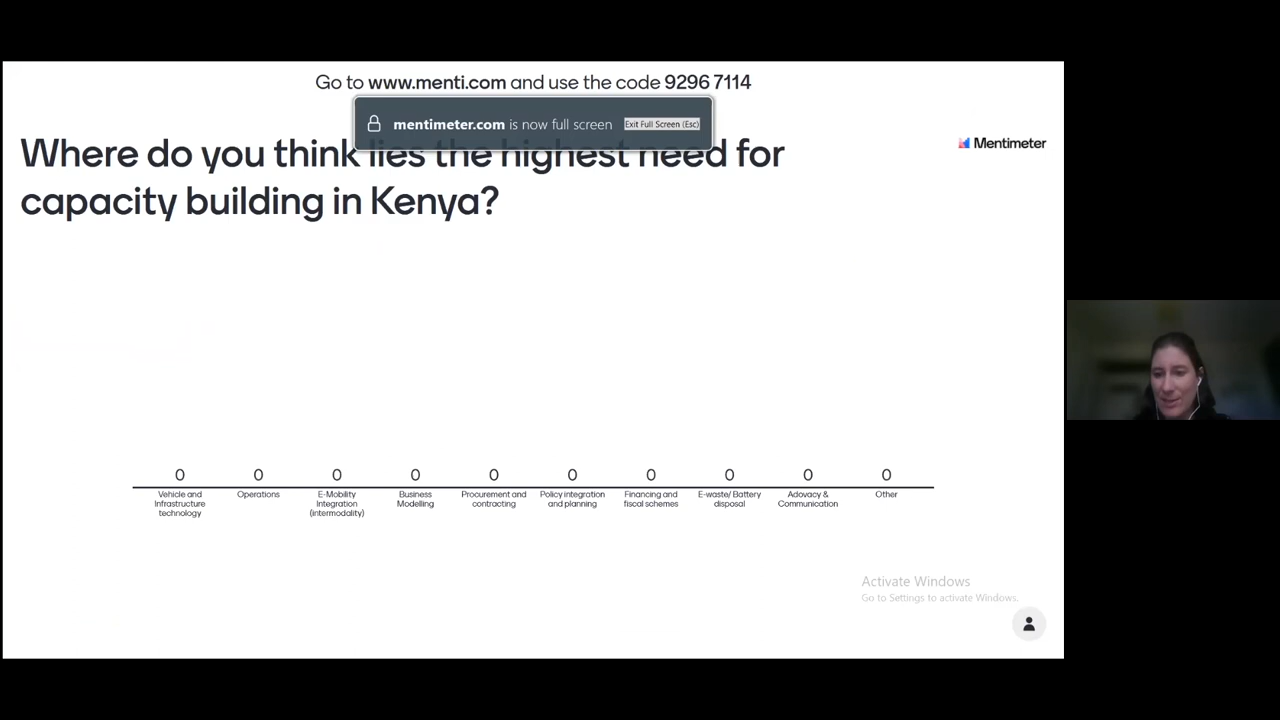 Go to www.menti.com and use the code 9296 7114
mentimeter.com is now full screen Exit Full Screen (Esc)
Where do you think lies the highest need for
capacity building in Kenya?
Mentimeter
0 0 0 0 0 0 0 0 0 0
Vehicle and
Infrastructure
technology
Operations
E-Mobility
Integration
(intermodality)
Business
Modelling
Procurement and
contracting
Policy integration
and planning
Financing and
fiscal schemes
E-waste/ Battery
disposal
Adovacy &
Communication
Other
Activate Windows
Go to Settings to activate Windows.